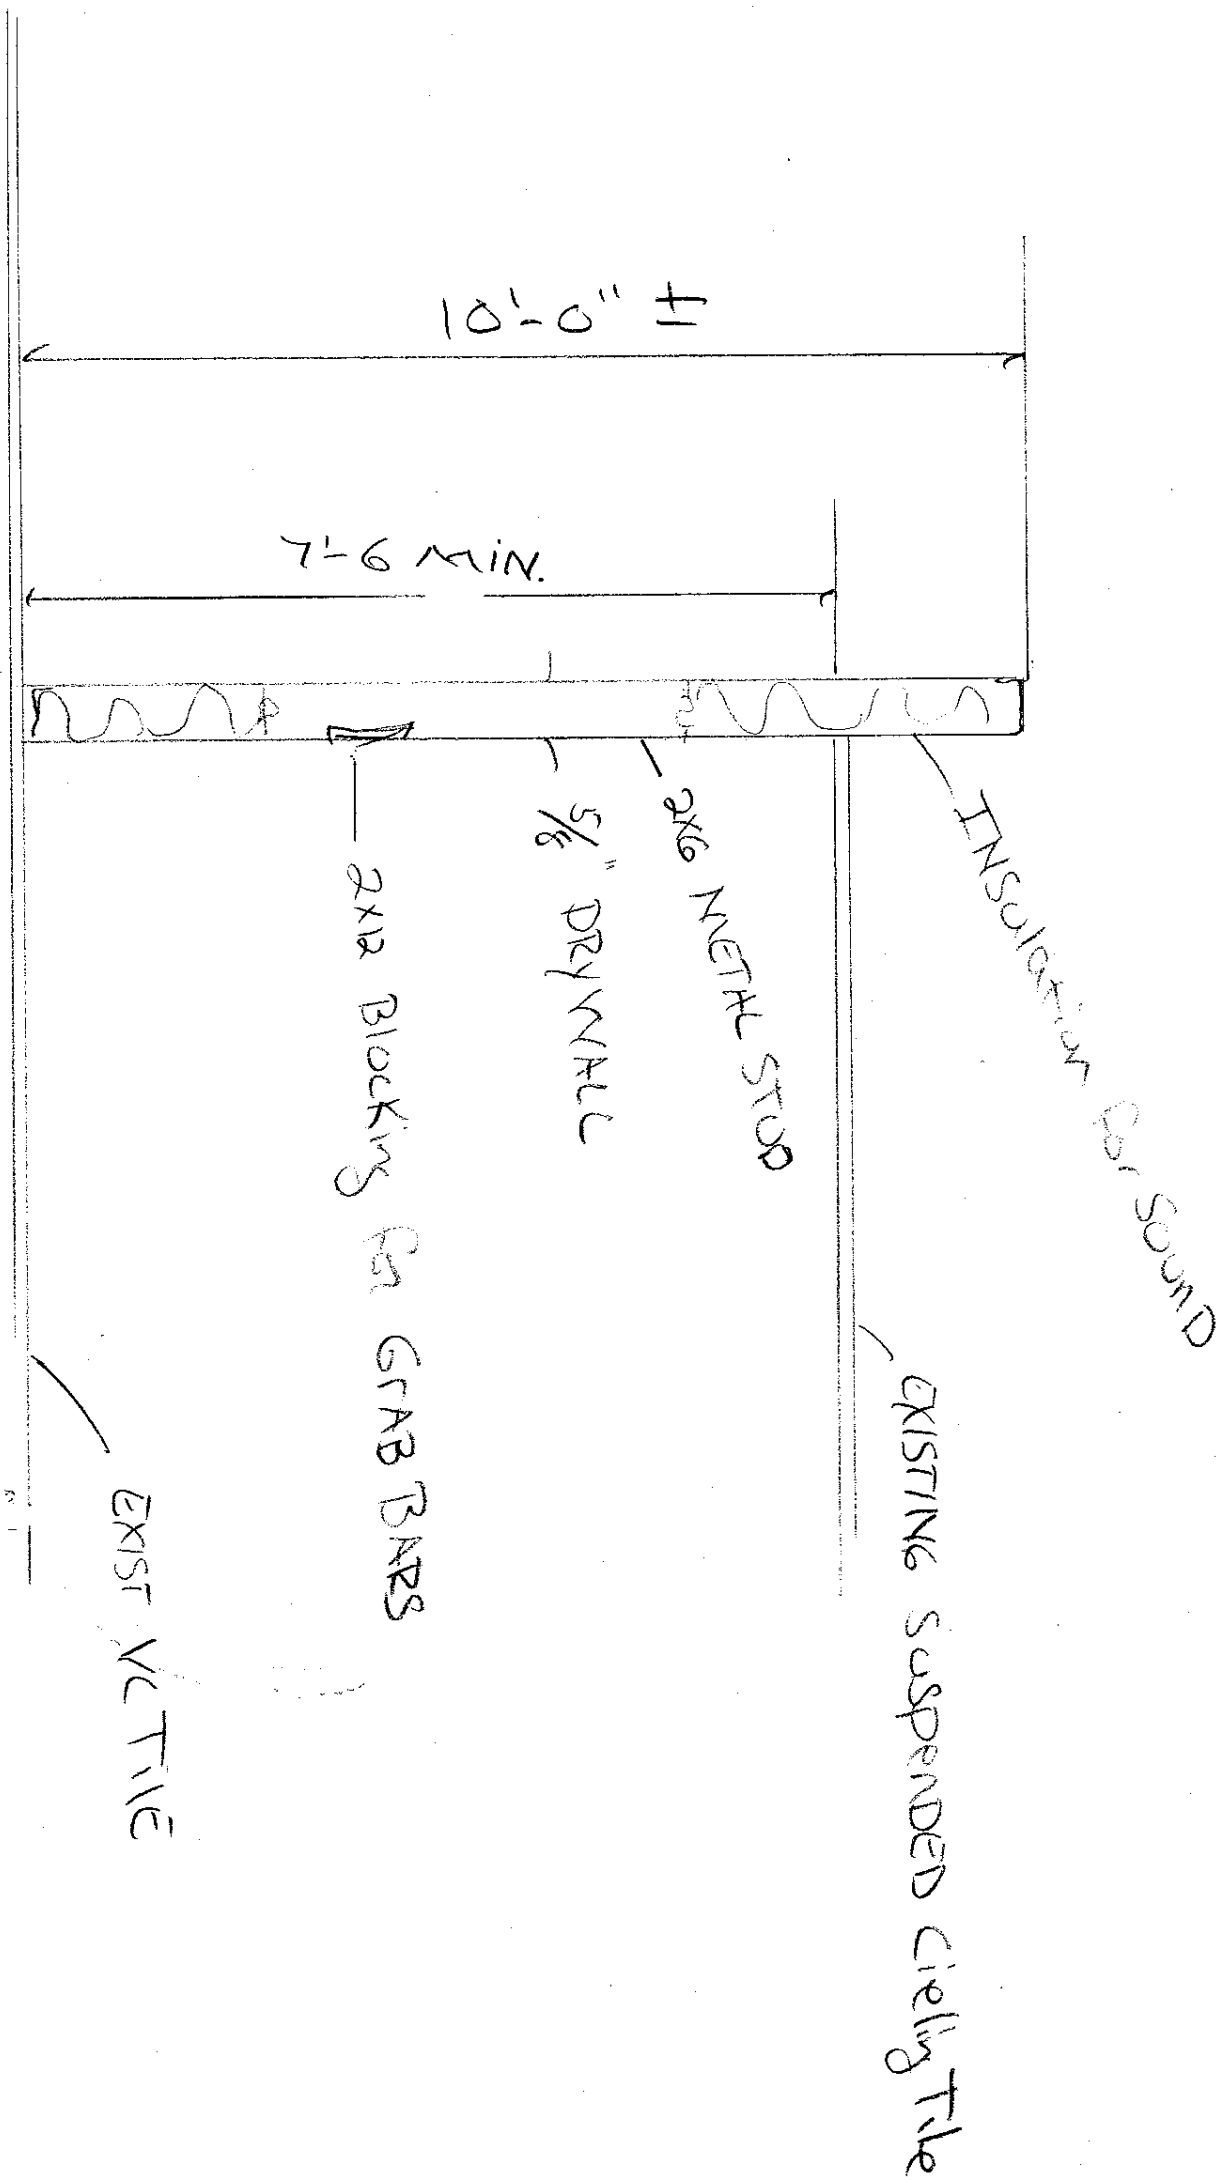 10'-0" ±
7'-6 MIN.
INSulation for SounD
EXISTING SuSpENDED Cielling Tile
2X6 METAL STUD
5/8" DRYWALL
2X12 Blocking for GrAB BARS
EXIST VC TILE